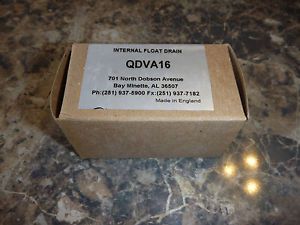 INTERNAL FLOAT DRAIN
QDVA16
701 North Dobson Avenue
Bay Minette, AL 36507
Ph:(251) 937-5900 Fx:(251) 937-7182
Made in England